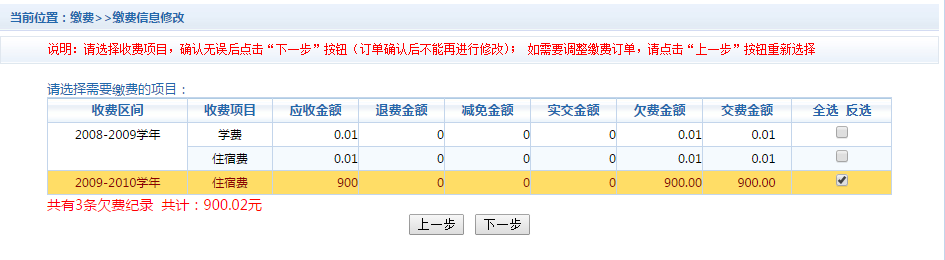 当前位置：缴费>>缴费信息修改
说明：请选择收费项目，确认无误后点击“下一步”按钮（订单确认后不能再进行修改）； 如需要调整缴费订单，请点击“上一步”按钮重新选择
请选择需要缴费的项目：
收费区间 收费项目 应收金额 退费金额 减免金额 实交金额 欠费金额 交费金额 全选 反选
2008-2009学年 学费 0.01 0 0 0 0.01 0.01
住宿费 0.01 0 0 0 0.01 0.01
2009-2010学年 住宿费 900 0 0 0 900.00 900.00
共有3条欠费纪录 共计：900.02元
上一步 下一步